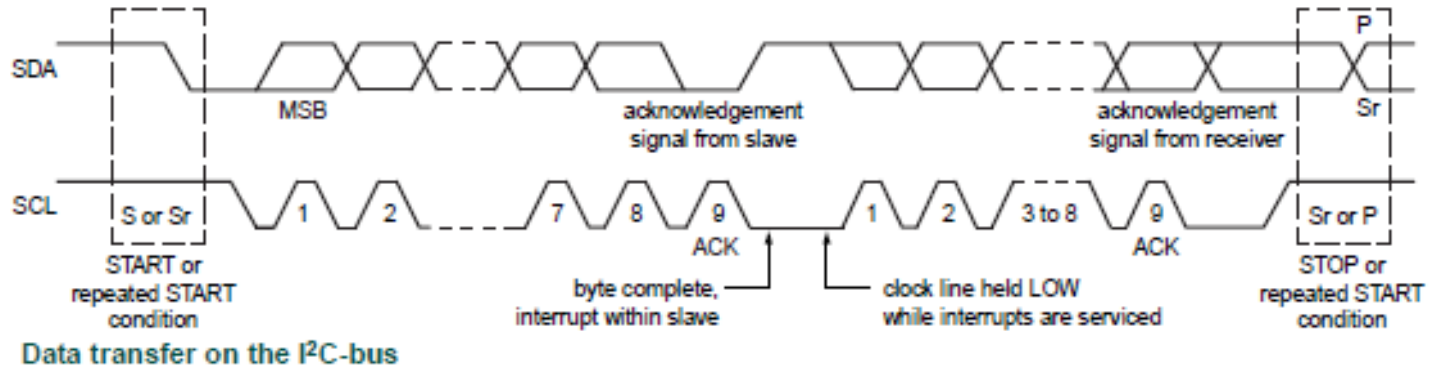 P
SDA
MSB
acknowledgement
signal from slave
acknowledgement
signal from receiver
Sr
SCL
S or Sr
1
2
7
8
9
1
2
3 to 8
9
Sr or P
ACK
ACK
START or
repeated START
condition
byte complete,
interrupt within slave
clock line held LOW
while interrupts are serviced
STOP or
repeated START
condition
Data transfer on the I²C-bus